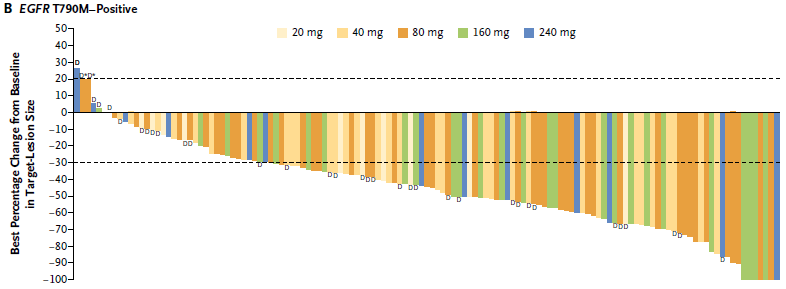 B EGFR T790M–Positive
Best Percentage Change from Baseline
in Target-Lesion Size
20 mg 40 mg 80 mg 160 mg 240 mg
50
40
30
20
10
0
−10
−20
−30
−40
−50
−60
−70
−80
−90
−100
D
D* D*
D
D
D
D
D D D D
D D
D
D
D D
D D D
D
D D
D
D
D D
D D
D D D
D D
D